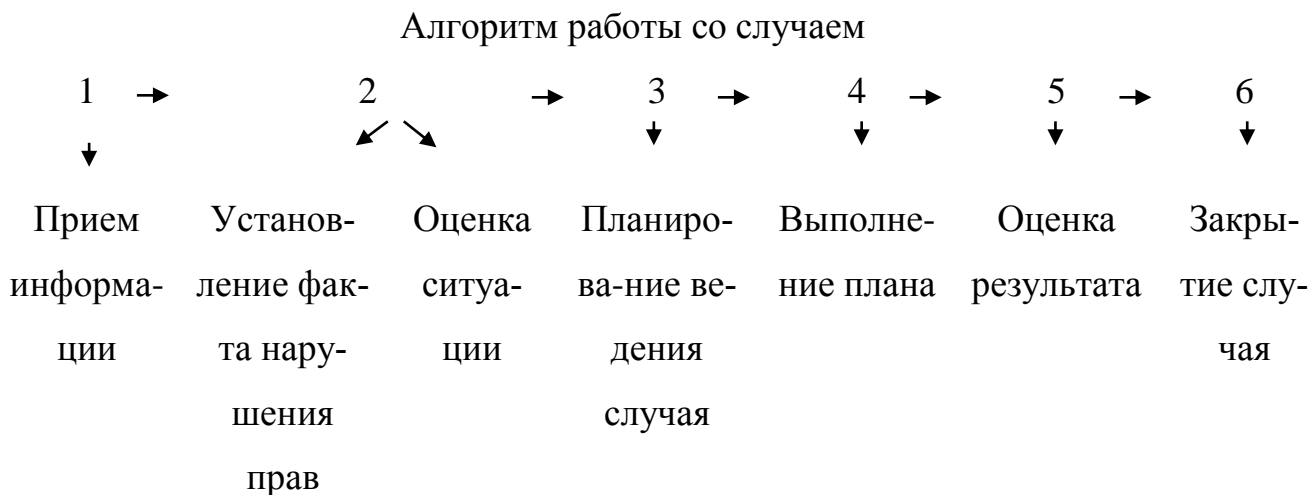 Алгоритм работы со случаем
1 → 2 → 3 → 4 → 5 → 6
Прием Установ- Оценка Планиро- Выполне- Оценка Закры-
информа- ление фак- ситуа- ва-ние ве- ние плана результата тие слу-
ции та нару- ции дения чая
шения случая
прав